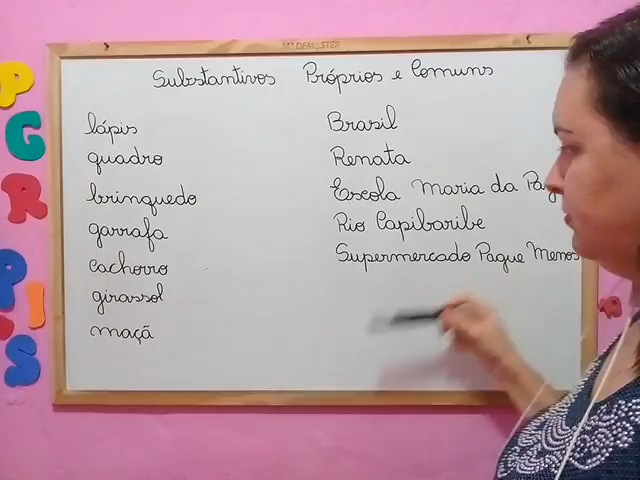 MADEMASTER
Substantivos Próprios e Comuns
lápis
quadro
brinquedo
garrafa
cachorro
girassol
maçã
Brasil
Renata
Escola Maria da
Rio Capibaribe
Supermercado Pague Menos
P
G
R
P
I
S
R